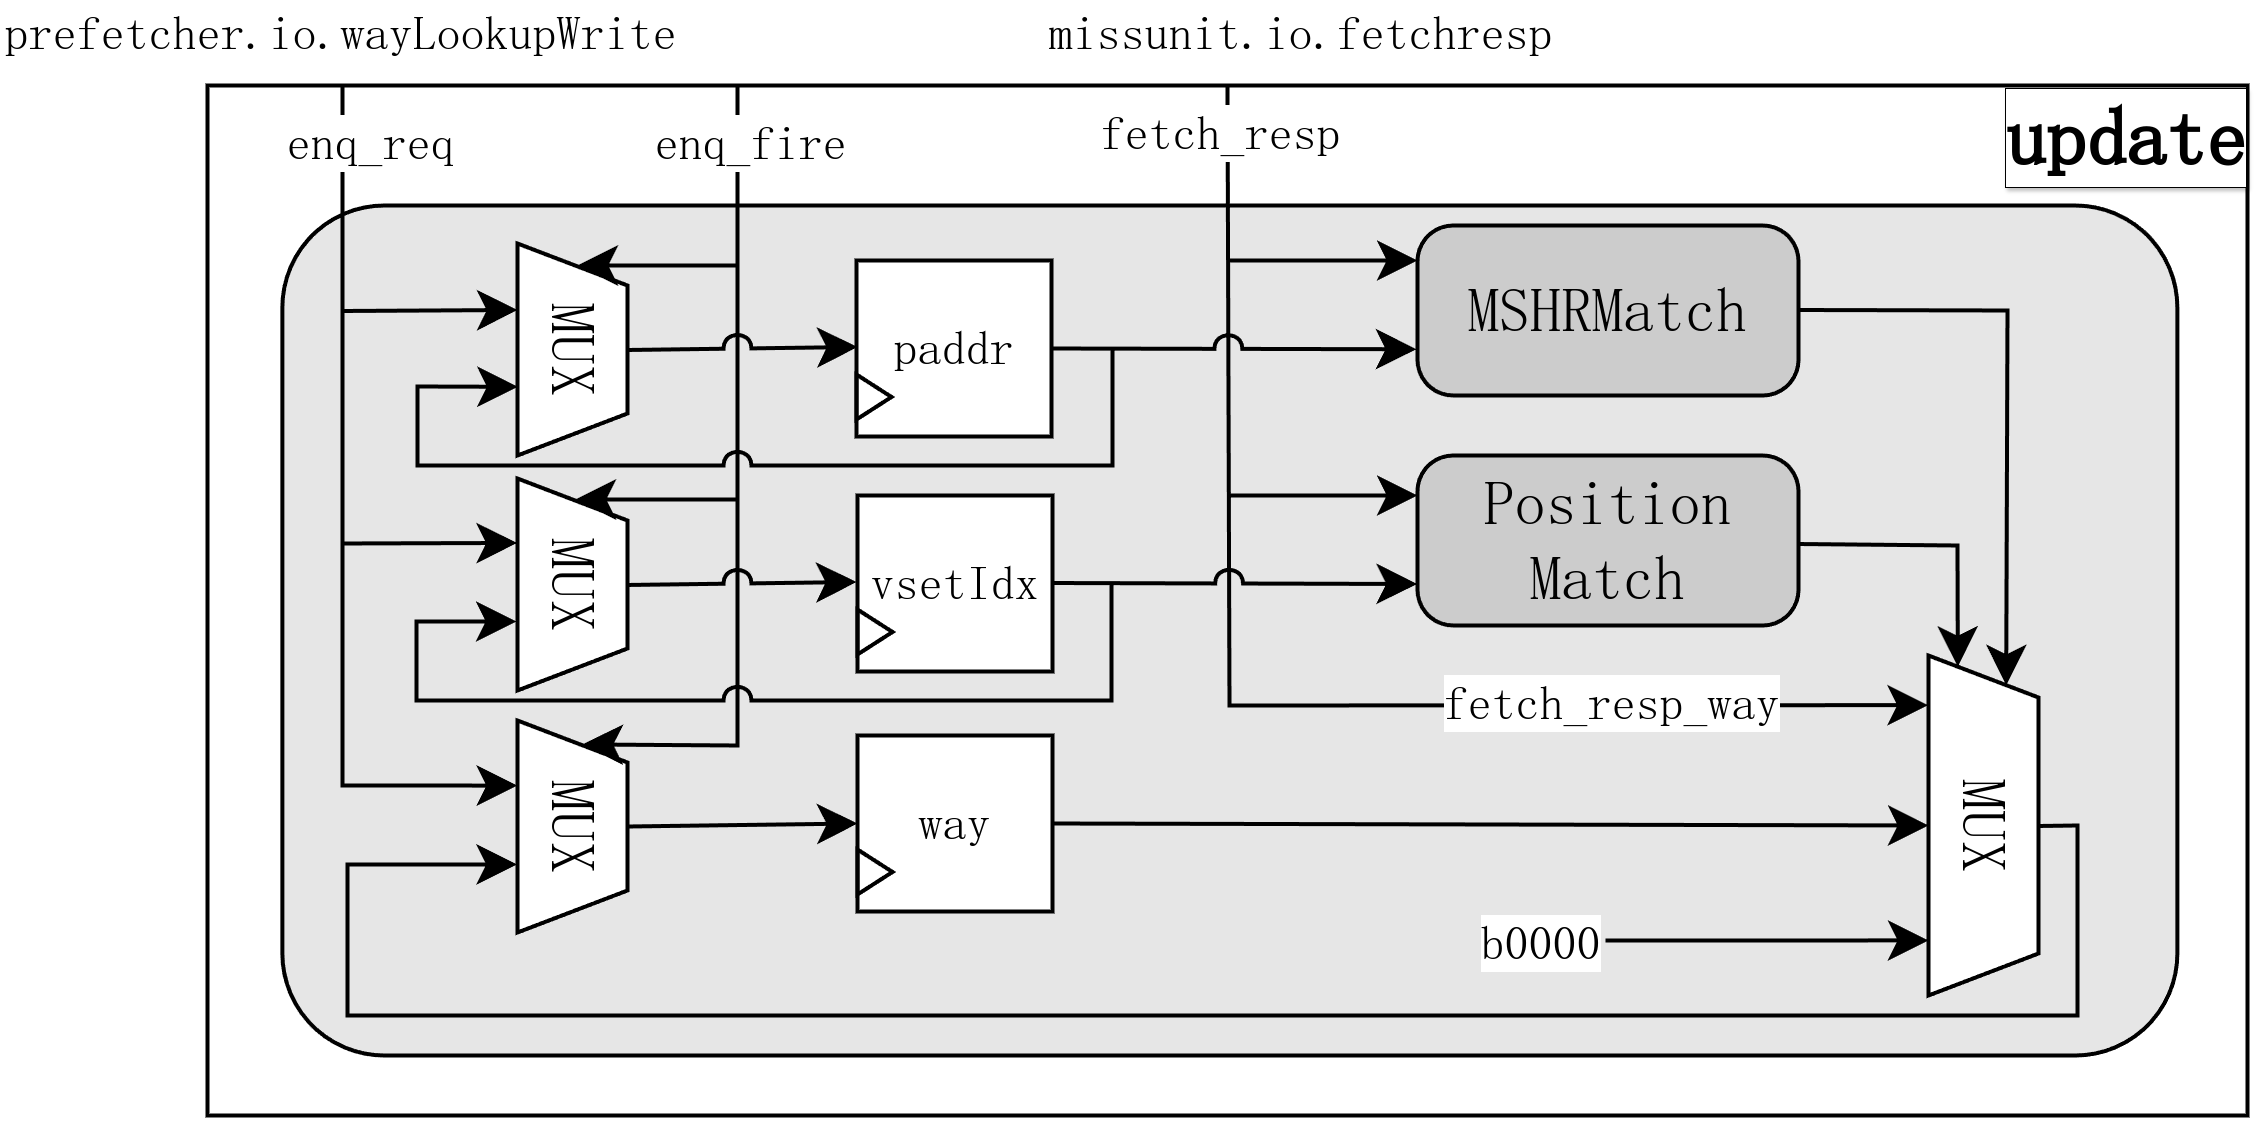 prefetcher.io.wayLookupWrite
missunit.io.fetchresp
enq_req
enq_fire
fetch_resp
update
MUX
paddr
MSHRMatch
MUX
vsetIdx
Position
Match
fetch_resp_way
MUX
way
MUX
b0000